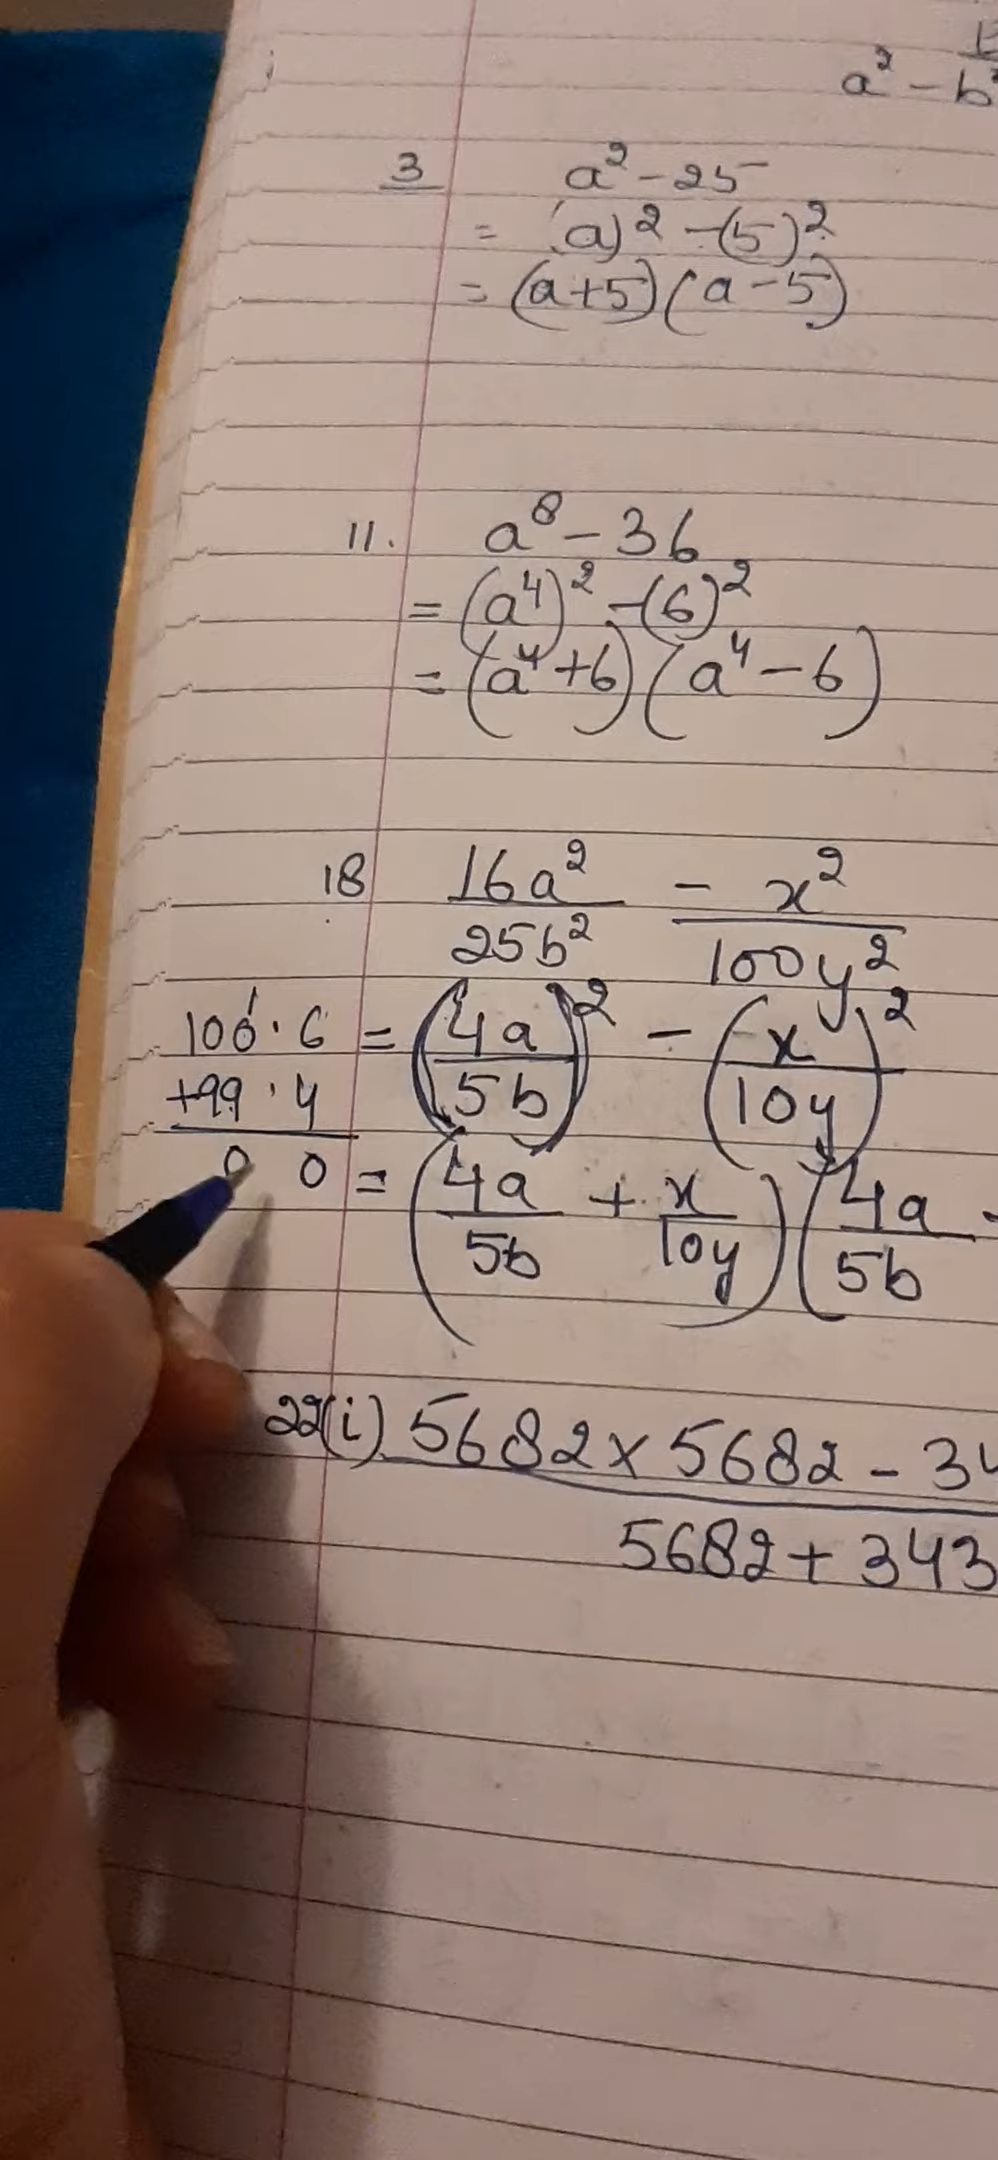 a² - b²
3 a² - 25
= (a)² - (5)²
= (a+5)(a-5)
11. a⁸ - 36
= (a⁴)² - (6)²
= (a⁴+6)(a⁴-6)
18 16a²/25b² - x²/100y²
= (4a/5b)² - (x/10y)²
100.6
+99.4
0 0
= (4a/5b + x/10y)(4a/5b -
22(i) 5682 x 5682 - 34
5682 + 343